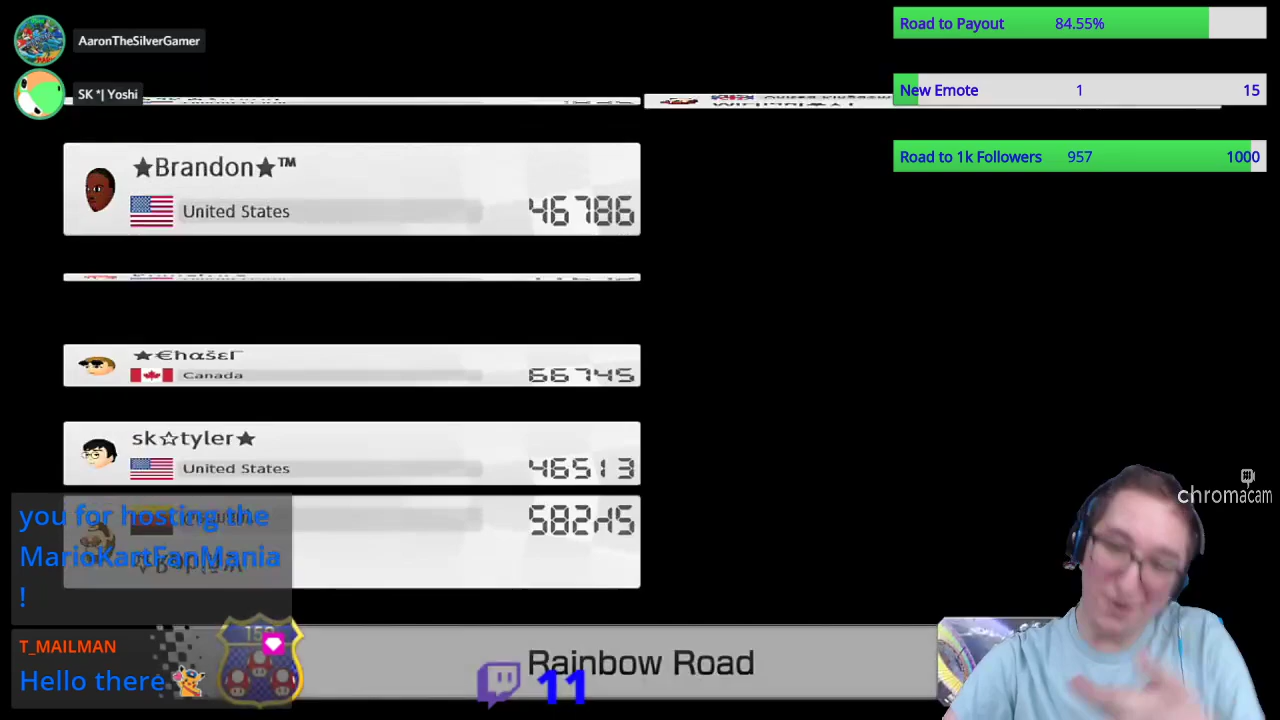 AaronTheSilverGamer
SK *| Yoshi
Road to Payout 84.55%
New Emote 1 15
Road to 1k Followers 957 1000
★Brandon★™
United States 46786
★€hαšεΓ
Canada 66745
sk☆tyler★
United States 46513
you for hosting the
MarioKartFanMania
!
T_MAILMAN
Hello there
150
Rainbow Road
11
chromacam